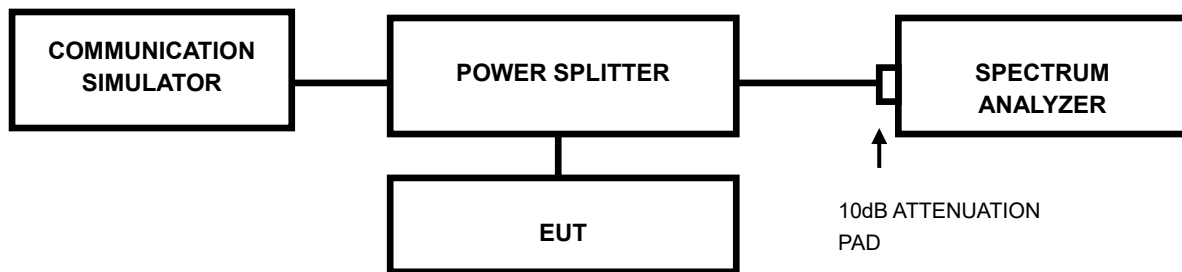 COMMUNICATION
SIMULATOR
POWER SPLITTER
SPECTRUM
ANALYZER
EUT
10dB ATTENUATION
PAD